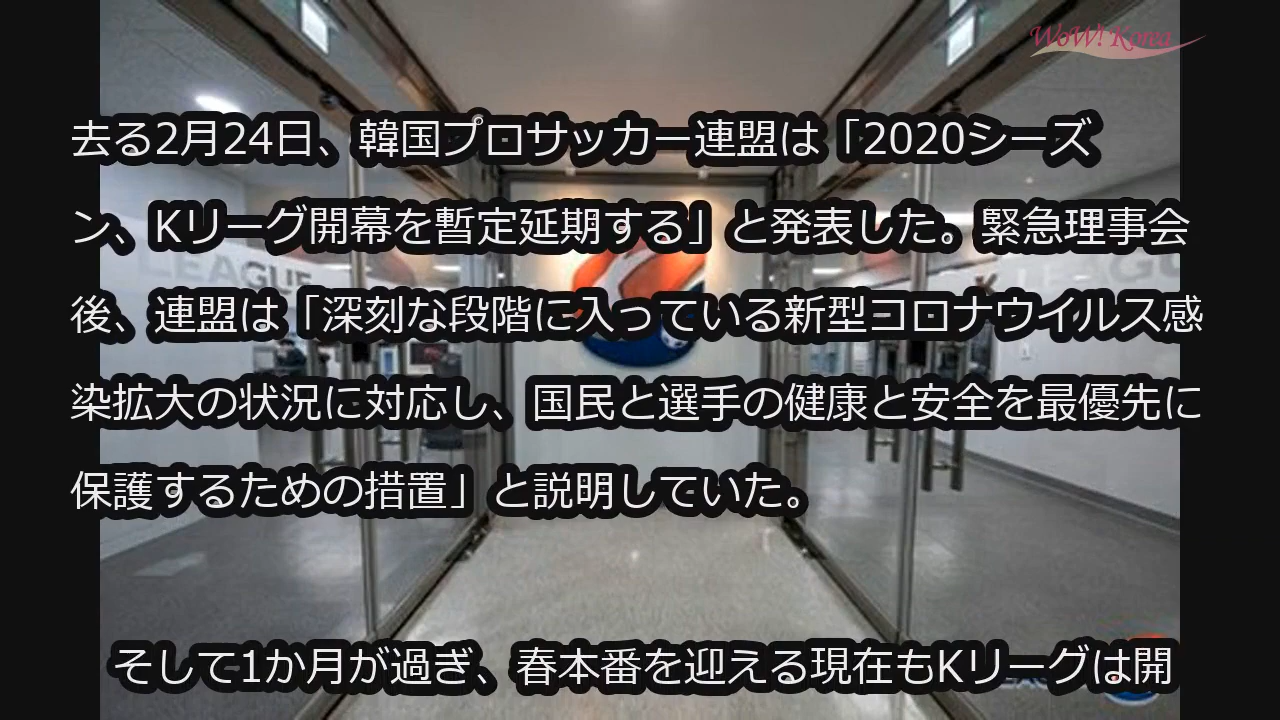 WoW! Korea
去る2月24日、韓国プロサッカー連盟は「2020シーズ
ン、Kリーグ開幕を暫定延期する」と発表した。緊急理事会
LEAGUE
後、連盟は「深刻な段階に入っている新型コロナウイルス感
染拡大の状況に対応し、国民と選手の健康と安全を最優先に
保護するための措置」と説明していた。
そして1か月が過ぎ、春本番を迎える現在もKリーグは開